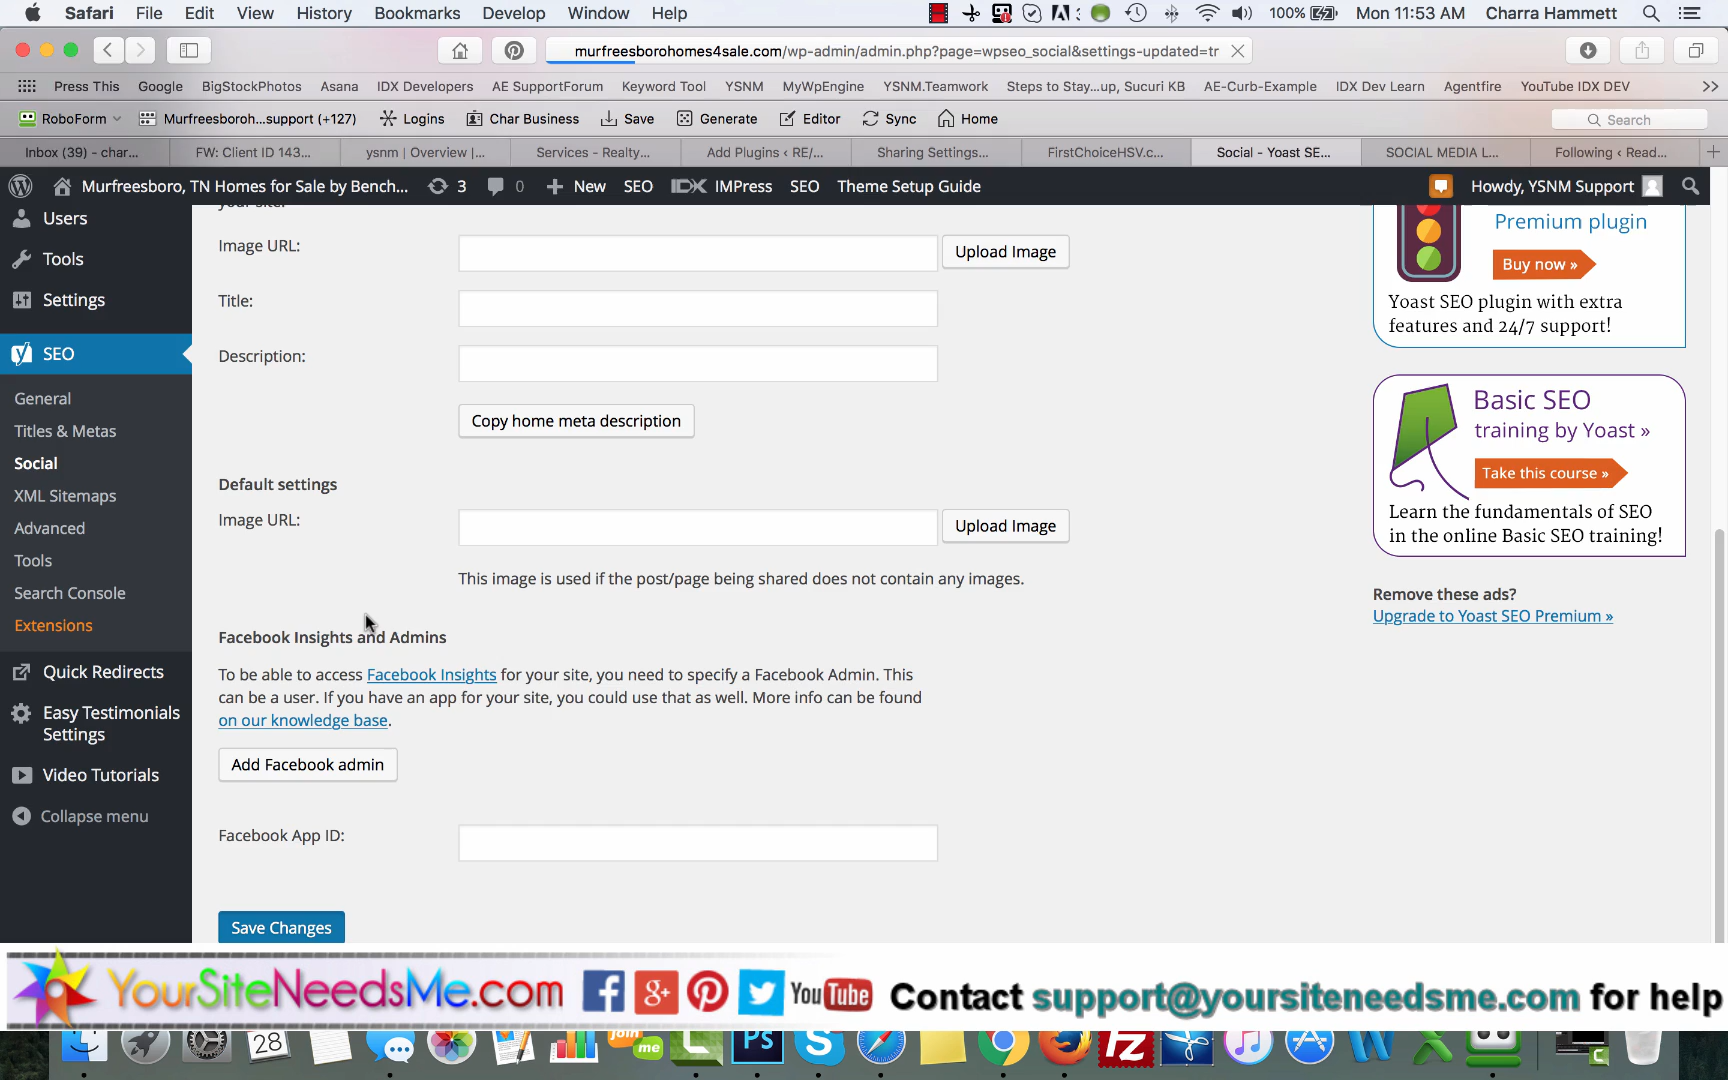 Safari File Edit View History Bookmarks Develop Window Help 100% Mon 11:53 AM Charra Hammett
murfreesborohomes4sale.com/wp-admin/admin.php?page=wpseo_social&settings-updated=tr
Press This Google BigStockPhotos Asana IDX Developers AE SupportForum Keyword Tool YSNM MyWpEngine YSNM.Teamwork Steps to Stay...up, Sucuri KB AE-Curb-Example IDX Dev Learn Agentfire YouTube IDX DEV
RoboForm Murfreesboroh...support (+127) Logins Char Business Save Generate Editor Sync Home Search
Inbox (39) - char... FW: Client ID 143... ysnm | Overview |... Services - Realty... Add Plugins ‹ RE/... Sharing Settings... FirstChoiceHSV.c... Social - Yoast SE... SOCIAL MEDIA L... Following ‹ Read...
Murfreesboro, TN Homes for Sale by Bench... 3 0 New SEO IDX IMPress SEO Theme Setup Guide Howdy, YSNM Support
Users
Tools
Settings
SEO
General
Titles & Metas
Social
XML Sitemaps
Advanced
Tools
Search Console
Extensions
Quick Redirects
Easy Testimonials
Settings
Video Tutorials
Collapse menu
your site.
Image URL: Upload Image
Title:
Description:
Copy home meta description
Default settings
Image URL: Upload Image
This image is used if the post/page being shared does not contain any images.
Facebook Insights and Admins
To be able to access Facebook Insights for your site, you need to specify a Facebook Admin. This
can be a user. If you have an app for your site, you could use that as well. More info can be found
on our knowledge base.
Add Facebook admin
Facebook App ID:
Save Changes
Premium plugin
Buy now »
Yoast SEO plugin with extra
features and 24/7 support!
Basic SEO
training by Yoast »
Take this course »
Learn the fundamentals of SEO
in the online Basic SEO training!
Remove these ads?
Upgrade to Yoast SEO Premium »
YourSiteNeedsMe.com f g+ YouTube Contact support@yoursiteneedsme.com for help
28 join me Ps S FZ W X C